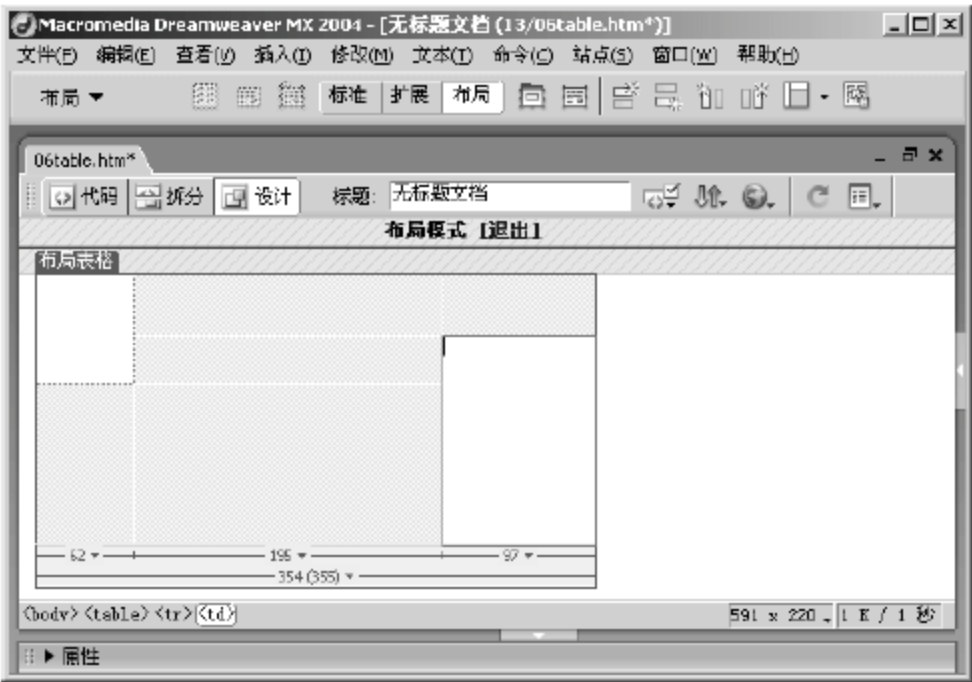 Macromedia Dreamweaver MX 2004 - [无标题文档 (13/06table.htm*)]
文件(F) 编辑(E) 查看(V) 插入(I) 修改(M) 文本(T) 命令(C) 站点(S) 窗口(W) 帮助(H)
布局 标准 扩展 布局
06table.htm*
代码 拆分 设计 标题: 无标题文档
布局模式 [退出]
布局表格
62 195 97
354 (355)
<body> <table> <tr> <td> 591 x 220 1 K / 1 秒
属性